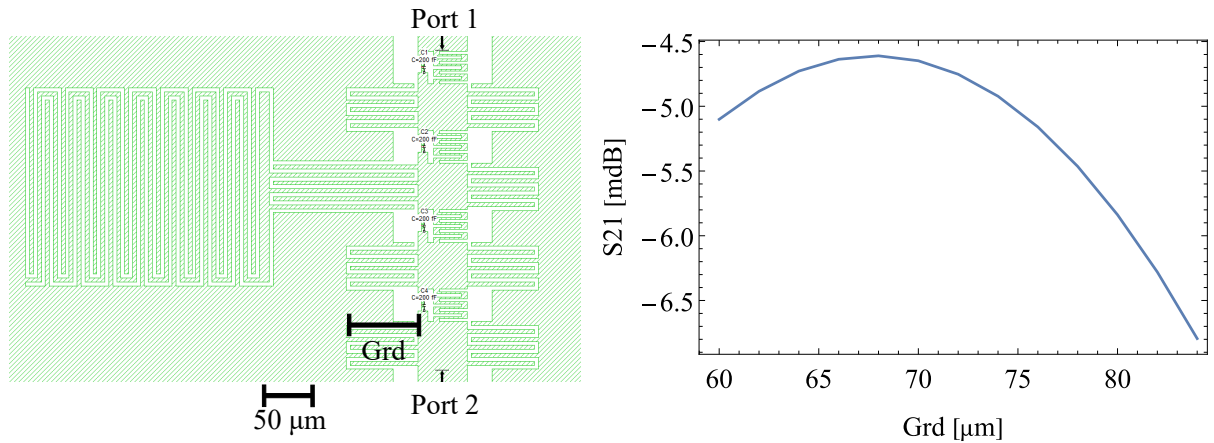 Port 1
C1
C=200 fF
C2
C=200 fF
C3
C=200 fF
C4
C=200 fF
Grd
50 μm
Port 2
S21 [mdB]
-4.5
-5.0
-5.5
-6.0
-6.5
60 65 70 75 80
Grd [μm]